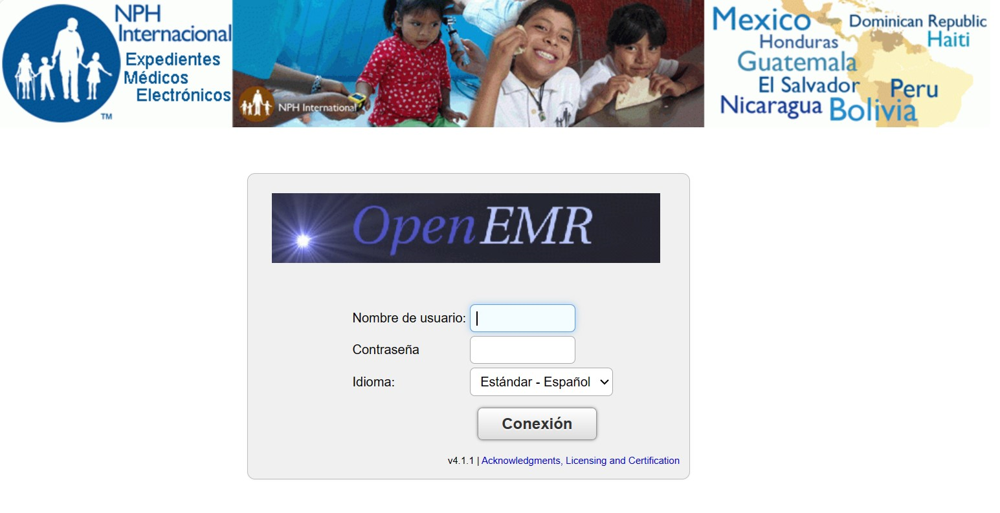 NPH
Internacional
Expedientes
Médicos
Electrónicos
TM
NPH International
Mexico
Dominican Republic
Honduras
Haiti
Guatemala
El Salvador
Peru
Nicaragua
Bolivia
OpenEMR
Nombre de usuario:
Contraseña
Idioma: Estándar - Español
Conexión
v4.1.1 | Acknowledgments, Licensing and Certification